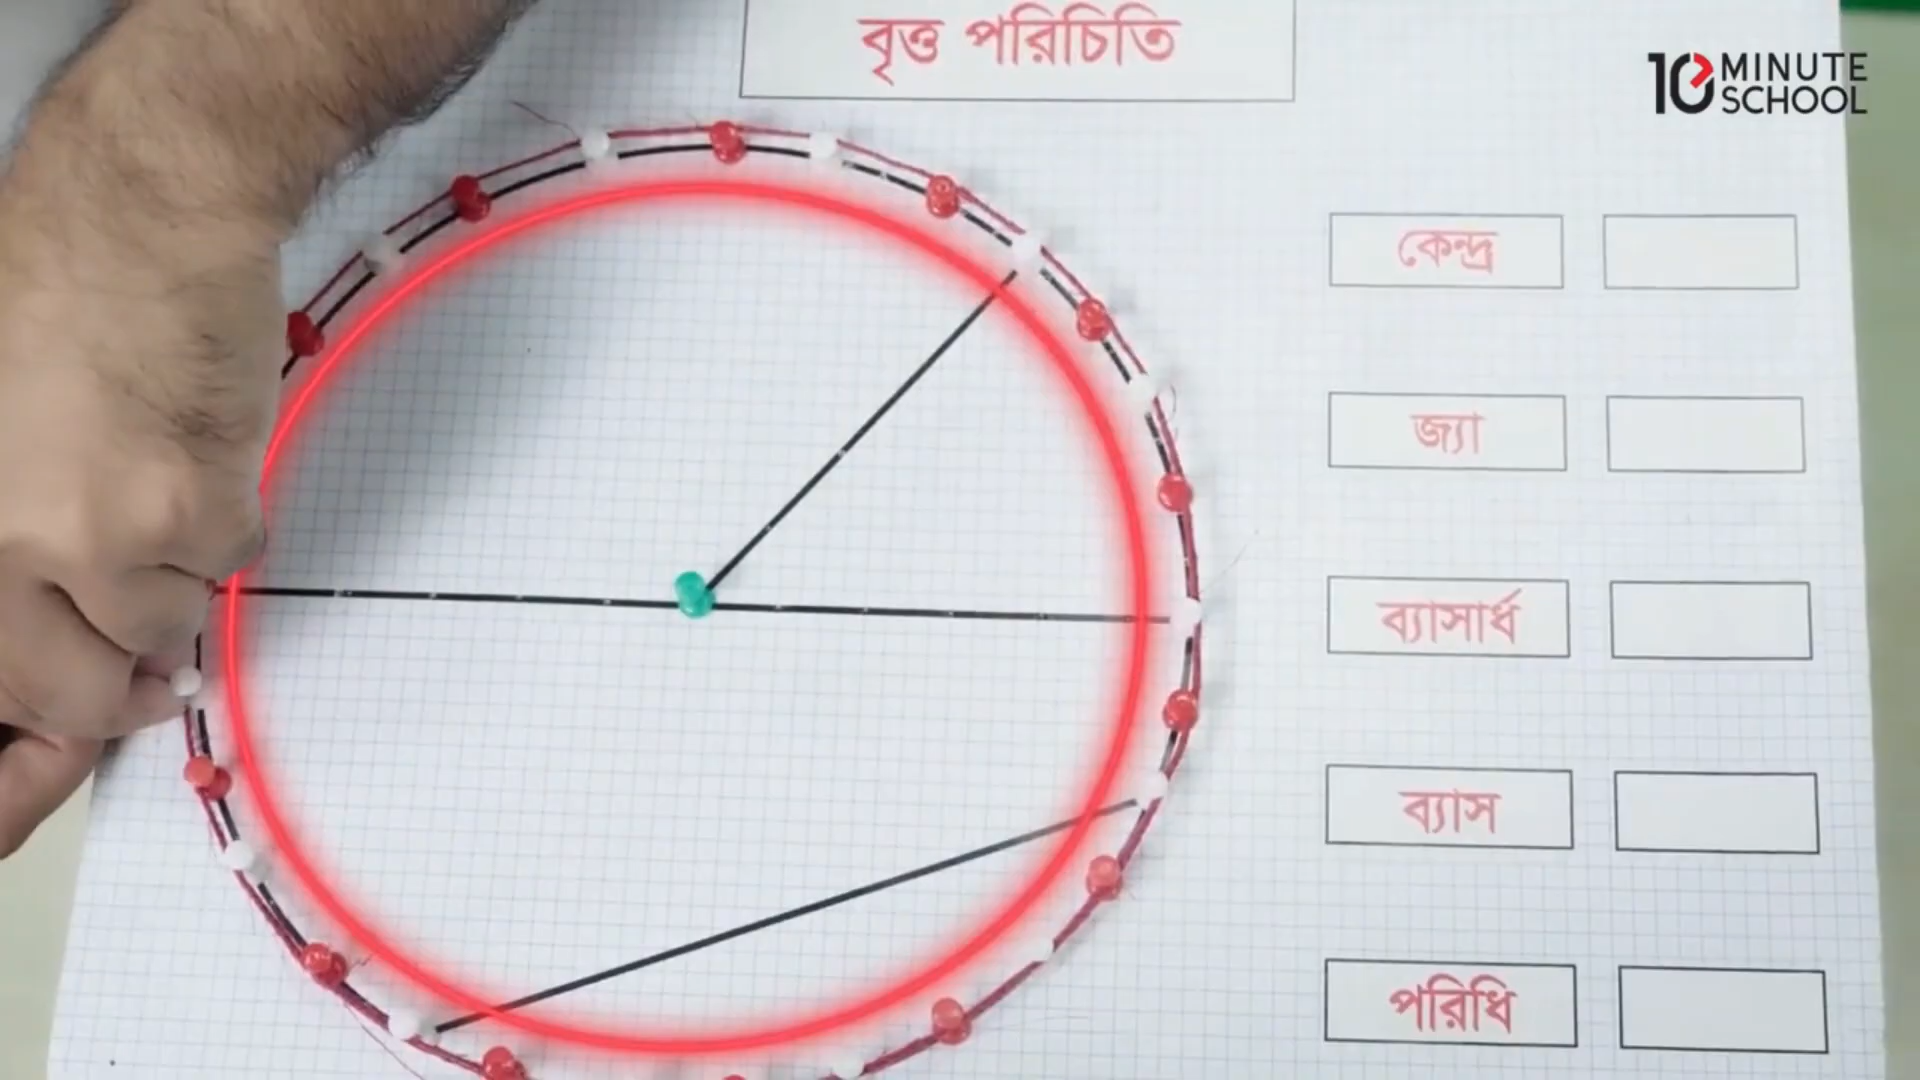 বৃত্ত পরিচিতি
10 MINUTE
SCHOOL
কেন্দ্র
জ্যা
ব্যাসার্ধ
ব্যাস
পরিধি